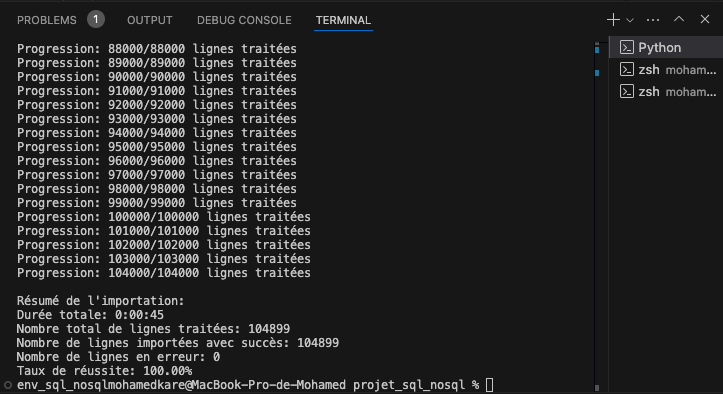 PROBLEMS 1 OUTPUT DEBUG CONSOLE TERMINAL
Progression: 88000/88000 lignes traitées
Progression: 89000/89000 lignes traitées
Progression: 90000/90000 lignes traitées
Progression: 91000/91000 lignes traitées
Progression: 92000/92000 lignes traitées
Progression: 93000/93000 lignes traitées
Progression: 94000/94000 lignes traitées
Progression: 95000/95000 lignes traitées
Progression: 96000/96000 lignes traitées
Progression: 97000/97000 lignes traitées
Progression: 98000/98000 lignes traitées
Progression: 99000/99000 lignes traitées
Progression: 100000/100000 lignes traitées
Progression: 101000/101000 lignes traitées
Progression: 102000/102000 lignes traitées
Progression: 103000/103000 lignes traitées
Progression: 104000/104000 lignes traitées
Résumé de l'importation:
Durée totale: 0:00:45
Nombre total de lignes traitées: 104899
Nombre de lignes importées avec succès: 104899
Nombre de lignes en erreur: 0
Taux de réussite: 100.00%
env_sql_nosqlmohamedkare@MacBook-Pro-de-Mohamed projet_sql_nosql %
Python
zsh moham...
zsh moham...